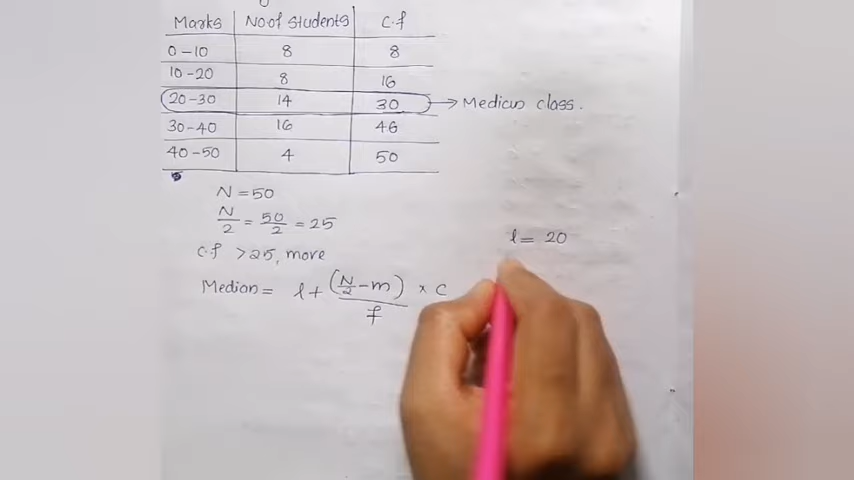 Marks No of students C.f
0-10 8 8
10-20 8 16
20-30 14 30 → Median class.
30-40 16 46
40-50 4 50
N = 50
N/2 = 50/2 = 25
C.f > 25, more
l = 20
Median = l + (N/2 - m)/f × C